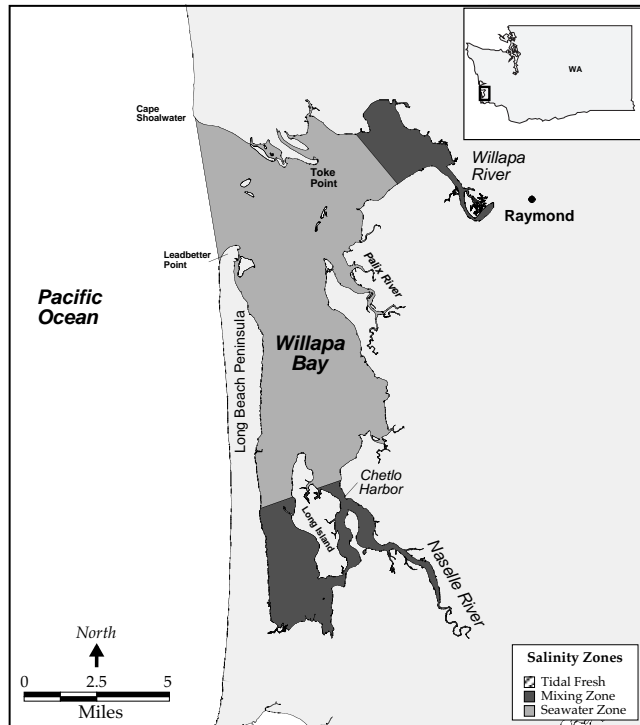 WA
Cape
Shoalwater
Toke
Point
Willapa
River
Raymond
Leadbetter
Point
Palix River
Pacific
Ocean
Long Beach Peninsula
Willapa
Bay
Chetlo
Harbor
Long Island
Naselle River
North
0 2.5 5
Miles
Salinity Zones
Tidal Fresh
Mixing Zone
Seawater Zone